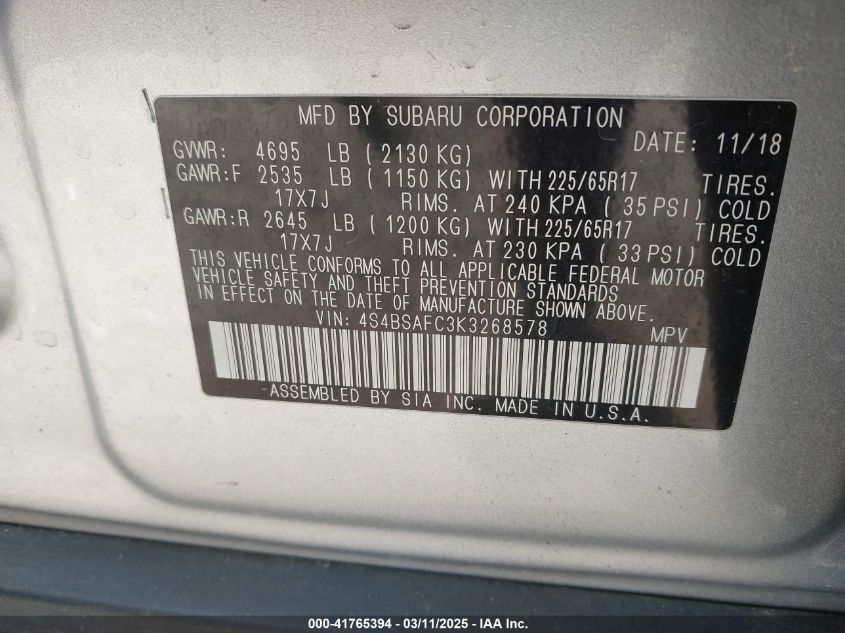 MFD BY SUBARU CORPORATION
DATE: 11/18
GVWR: 4695 LB ( 2130 KG)
GAWR:F 2535 LB ( 1150 KG) WITH 225/65R17 TIRES.
17X7J RIMS. AT 240 KPA ( 35 PSI) COLD
GAWR:R 2645 LB ( 1200 KG) WITH 225/65R17 TIRES.
17X7J RIMS. AT 230 KPA ( 33 PSI) COLD
THIS VEHICLE CONFORMS TO ALL APPLICABLE FEDERAL MOTOR
VEHICLE SAFETY AND THEFT PREVENTION STANDARDS
IN EFFECT ON THE DATE OF MANUFACTURE SHOWN ABOVE.
VIN: 4S4BSAFC3K3268578 MPV
ASSEMBLED BY SIA INC. MADE IN U.S.A.
000-41765394 - 03/11/2025 - IAA Inc.